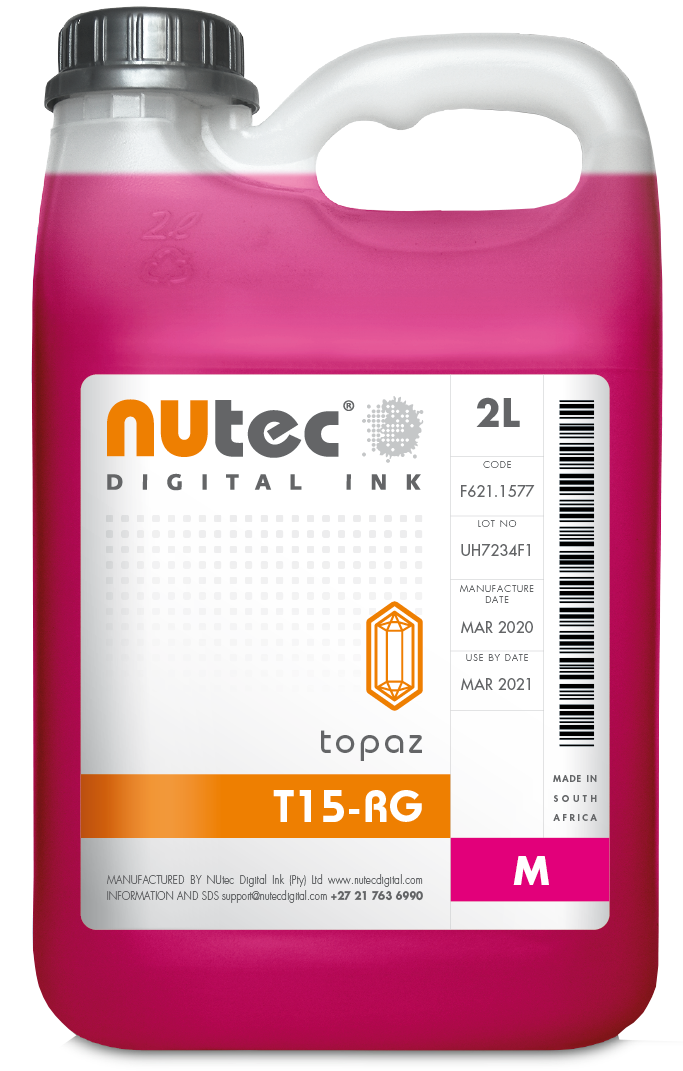 2L
NUtec®
DIGITAL INK
2L
CODE
F621.1577
LOT NO
UH7234F1
MANUFACTURE
DATE
MAR 2020
USE BY DATE
MAR 2021
topaz
T15-RG
MADE IN
SOUTH
AFRICA
M
MANUFACTURED BY NUtec Digital Ink (Pty) Ltd www.nutecdigital.com
INFORMATION AND SDS support@nutecdigital.com +27 21 763 6990